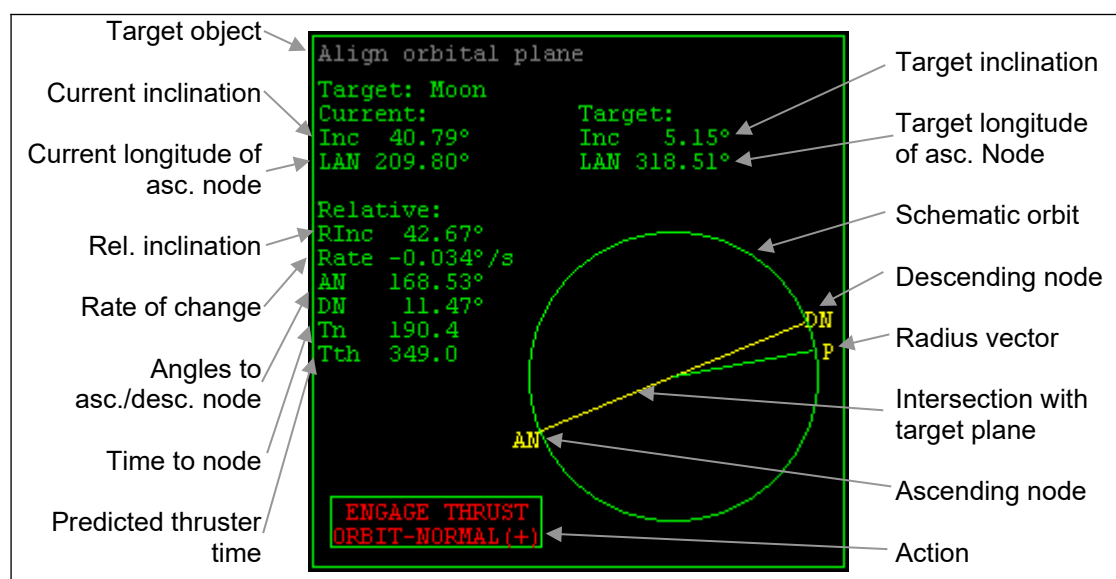 Target object
Current inclination
Current longitude of
asc. node
Rel. inclination
Rate of change
Angles to
asc./desc. node
Time to node
Predicted thruster
time
Align orbital plane
Target: Moon
Current: Target:
Inc 40.79° Inc 5.15°
LAN 209.80° LAN 318.51°
Relative:
RInc 42.67°
Rate -0.034°/s
AN 168.53°
DN 11.47°
Tn 190.4
Tth 349.0
DN
P
AN
ENGAGE THRUST
ORBIT-NORMAL(+)
Target inclination
Target longitude
of asc. Node
Schematic orbit
Descending node
Radius vector
Intersection with
target plane
Ascending node
Action